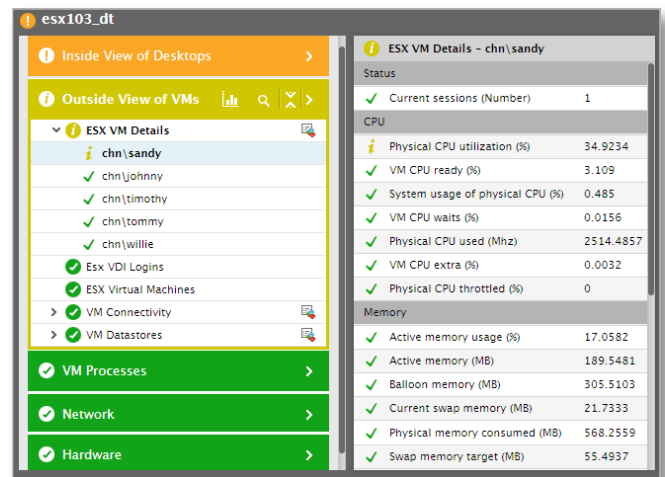 esx103_dt
Inside View of Desktops
Outside View of VMs
ESX VM Details
chn\sandy
chn\johnny
chn\timothy
chn\tommy
chn\willie
Esx VDI Logins
ESX Virtual Machines
VM Connectivity
VM Datastores
VM Processes
Network
Hardware
ESX VM Details - chn\sandy
Status
Current sessions (Number) 1
CPU
Physical CPU utilization (%) 34.9234
VM CPU ready (%) 3.109
System usage of physical CPU (%) 0.485
VM CPU waits (%) 0.0156
Physical CPU used (Mhz) 2514.4857
VM CPU extra (%) 0.0032
Physical CPU throttled (%) 0
Memory
Active memory usage (%) 17.0582
Active memory (MB) 189.5481
Balloon memory (MB) 305.5103
Current swap memory (MB) 21.7333
Physical memory consumed (MB) 568.2559
Swap memory target (MB) 55.4937